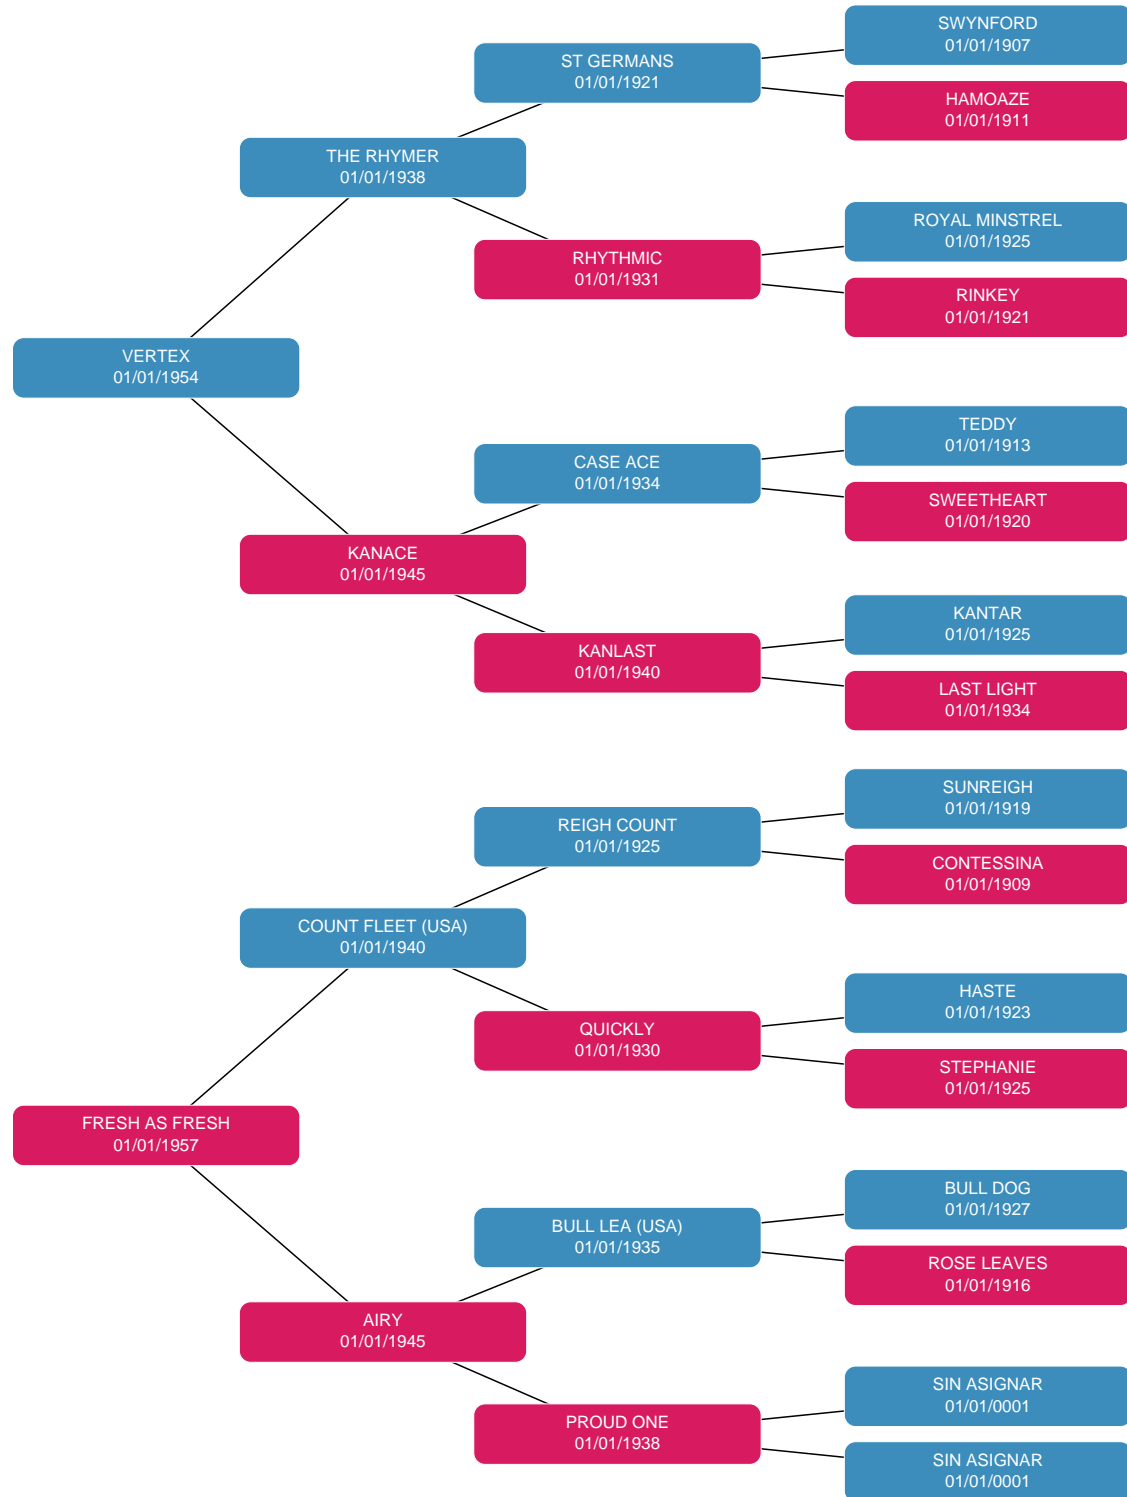 SWYNFORD
01/01/1907
ST GERMANS
01/01/1921
HAMOAZE
01/01/1911
THE RHYMER
01/01/1938
ROYAL MINSTREL
01/01/1925
RHYTHMIC
01/01/1931
RINKEY
01/01/1921
VERTEX
01/01/1954
TEDDY
01/01/1913
CASE ACE
01/01/1934
SWEETHEART
01/01/1920
KANACE
01/01/1945
KANTAR
01/01/1925
KANLAST
01/01/1940
LAST LIGHT
01/01/1934
SUNREIGH
01/01/1919
REIGH COUNT
01/01/1925
CONTESSINA
01/01/1909
COUNT FLEET (USA)
01/01/1940
HASTE
01/01/1923
QUICKLY
01/01/1930
STEPHANIE
01/01/1925
FRESH AS FRESH
01/01/1957
BULL DOG
01/01/1927
BULL LEA (USA)
01/01/1935
ROSE LEAVES
01/01/1916
AIRY
01/01/1945
SIN ASIGNAR
01/01/0001
PROUD ONE
01/01/1938
SIN ASIGNAR
01/01/0001